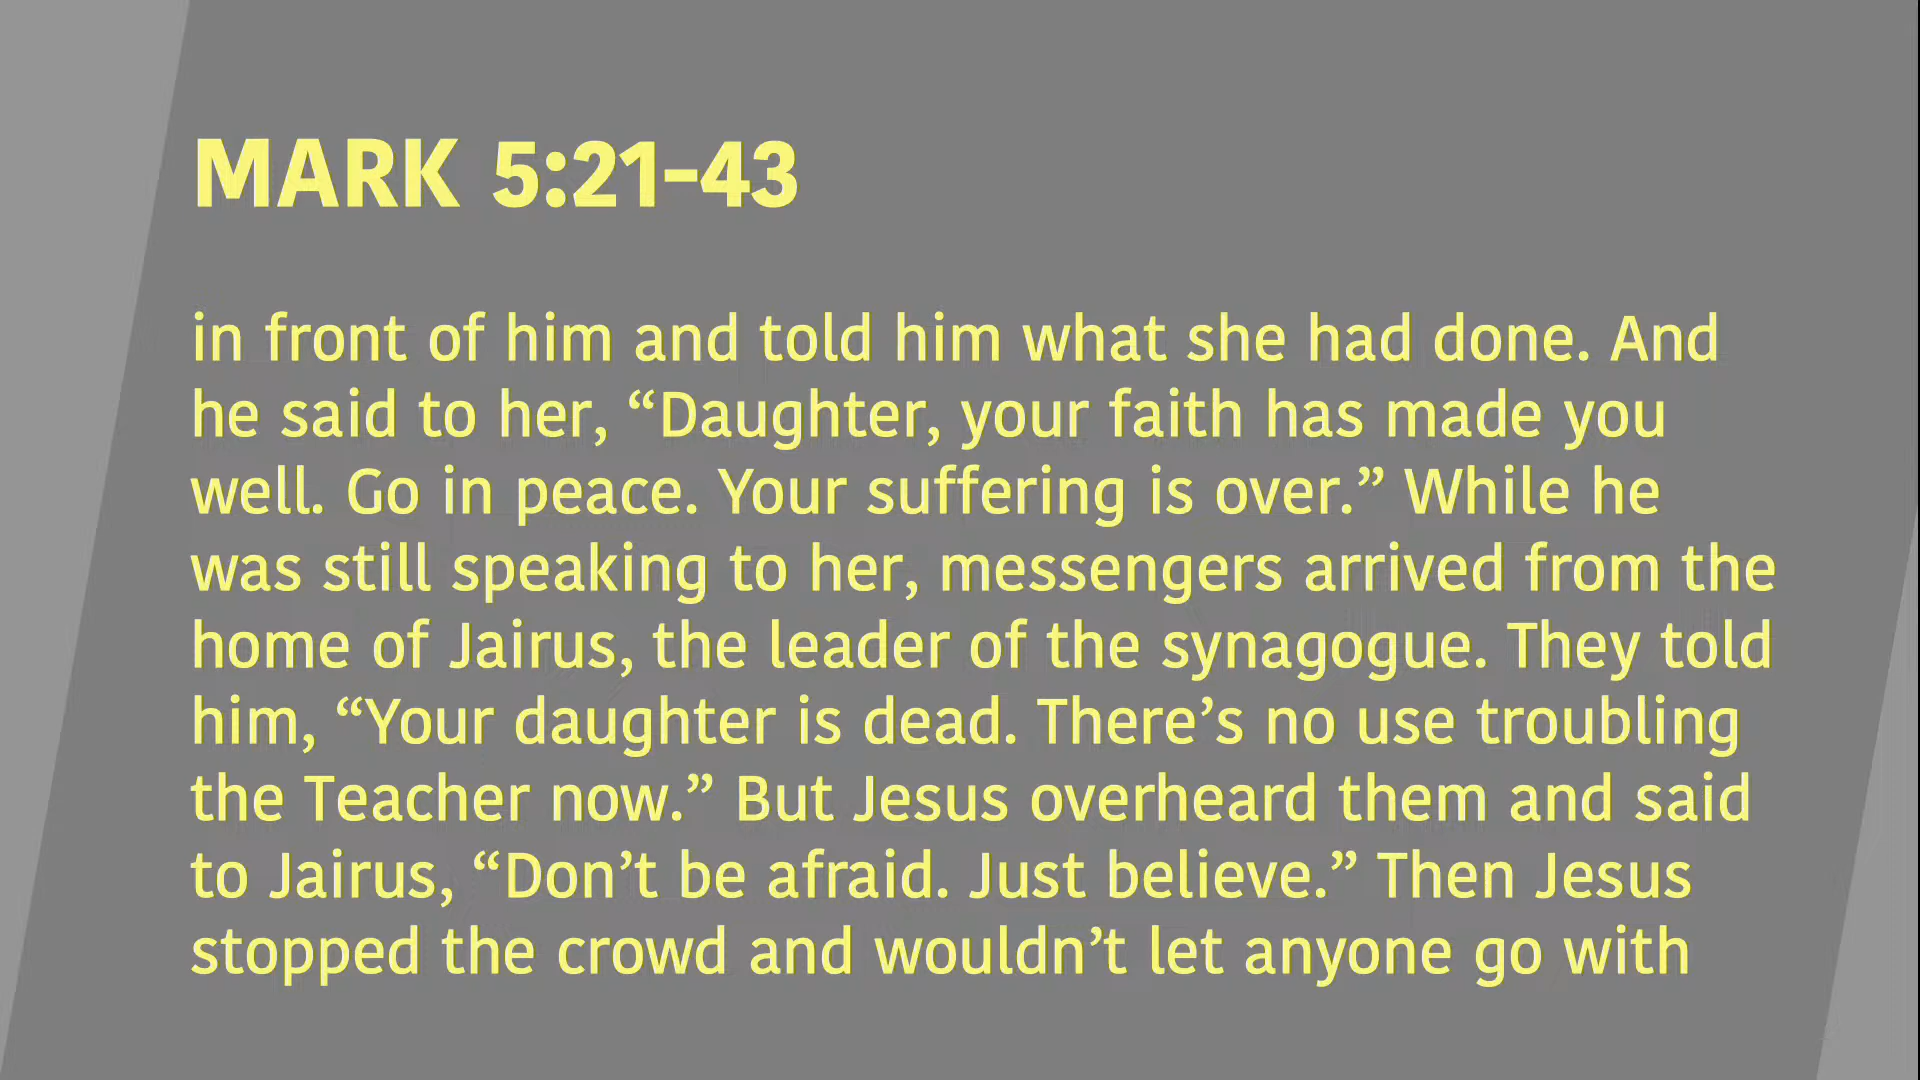 MARK 5:21-43
in front of him and told him what she had done. And
he said to her, “Daughter, your faith has made you
well. Go in peace. Your suffering is over.” While he
was still speaking to her, messengers arrived from the
home of Jairus, the leader of the synagogue. They told
him, “Your daughter is dead. There’s no use troubling
the Teacher now.” But Jesus overheard them and said
to Jairus, “Don’t be afraid. Just believe.” Then Jesus
stopped the crowd and wouldn’t let anyone go with